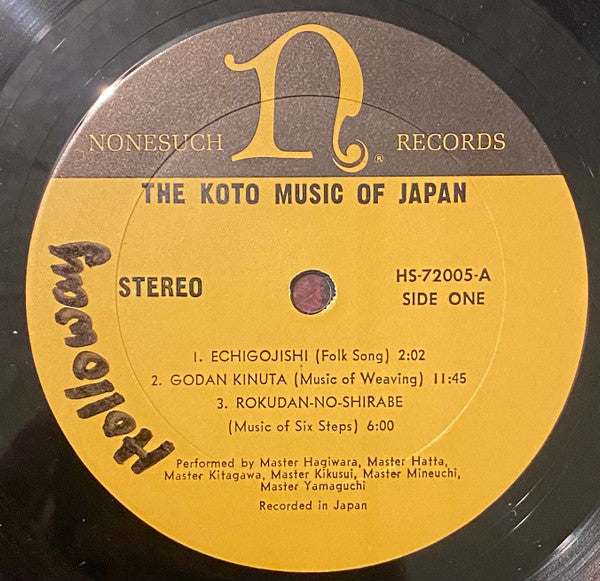 n
NONESUCH ® RECORDS
THE KOTO MUSIC OF JAPAN
STEREO
HS-72005-A
SIDE ONE
1. ECHIGOJISHI (Folk Song) 2:02
2. GODAN KINUTA (Music of Weaving) 11:45
3. ROKUDAN-NO-SHIRABE
(Music of Six Steps) 6:00
Performed by Master Hagiwara, Master Hatta,
Master Kitagawa, Master Kikusui, Master Mineuchi,
Master Yamaguchi
Recorded in Japan
Holloway